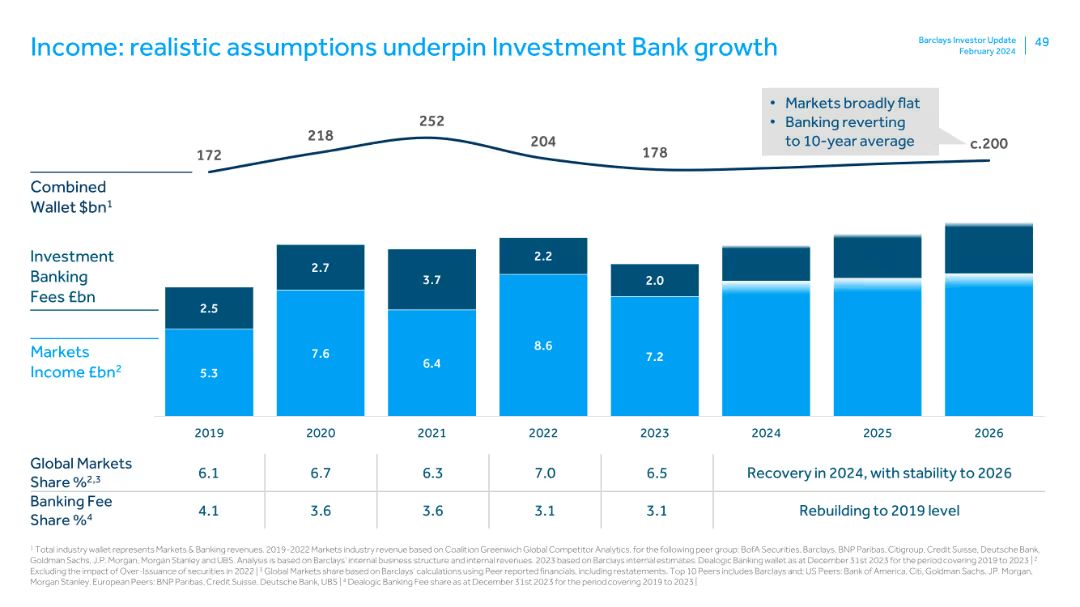 Income: realistic assumptions underpin Investment Bank growth
Barclays Investor Update
February 2024
49
• Markets broadly flat
• Banking reverting
to 10-year average
172
218
252
204
178
c.200
Combined
Wallet $bn¹
Investment
Banking
Fees £bn
Markets
Income £bn²
2.5
2.7
3.7
2.2
2.0
5.3
7.6
6.4
8.6
7.2
2019
2020
2021
2022
2023
2024
2025
2026
Global Markets
Share %²,³
6.1
6.7
6.3
7.0
6.5
Recovery in 2024, with stability to 2026
Banking Fee
Share %⁴
4.1
3.6
3.6
3.1
3.1
Rebuilding to 2019 level
¹ Total industry wallet represents Markets & Banking revenues. 2019-2022 Markets industry revenue based on Coalition Greenwich Global Competitor Analytics, for the following peer group: BofA Securities, Barclays, BNP Paribas, Citigroup, Credit Suisse, Deutsche Bank,
Goldman Sachs, J.P. Morgan, Morgan Stanley and UBS. Analysis is based on Barclays' internal business structure and internal revenues. 2023 based on Barclays internal estimates. Dealogic Banking wallet as at December 31st 2023 for the period covering 2019 to 2023 | ²
Excluding the impact of Over-Issuance of securities in 2022 | ³ Global Markets share based on Barclays' calculations using Peer reported financials, including restatements. Top 10 Peers includes Barclays and: US Peers: Bank of America, Citi, Goldman Sachs, JP. Morgan,
Morgan Stanley. European Peers: BNP Paribas, Credit Suisse, Deutsche Bank, UBS | ⁴ Dealogic Banking Fee share as at December 31st 2023 for the period covering 2019 to 2023 |